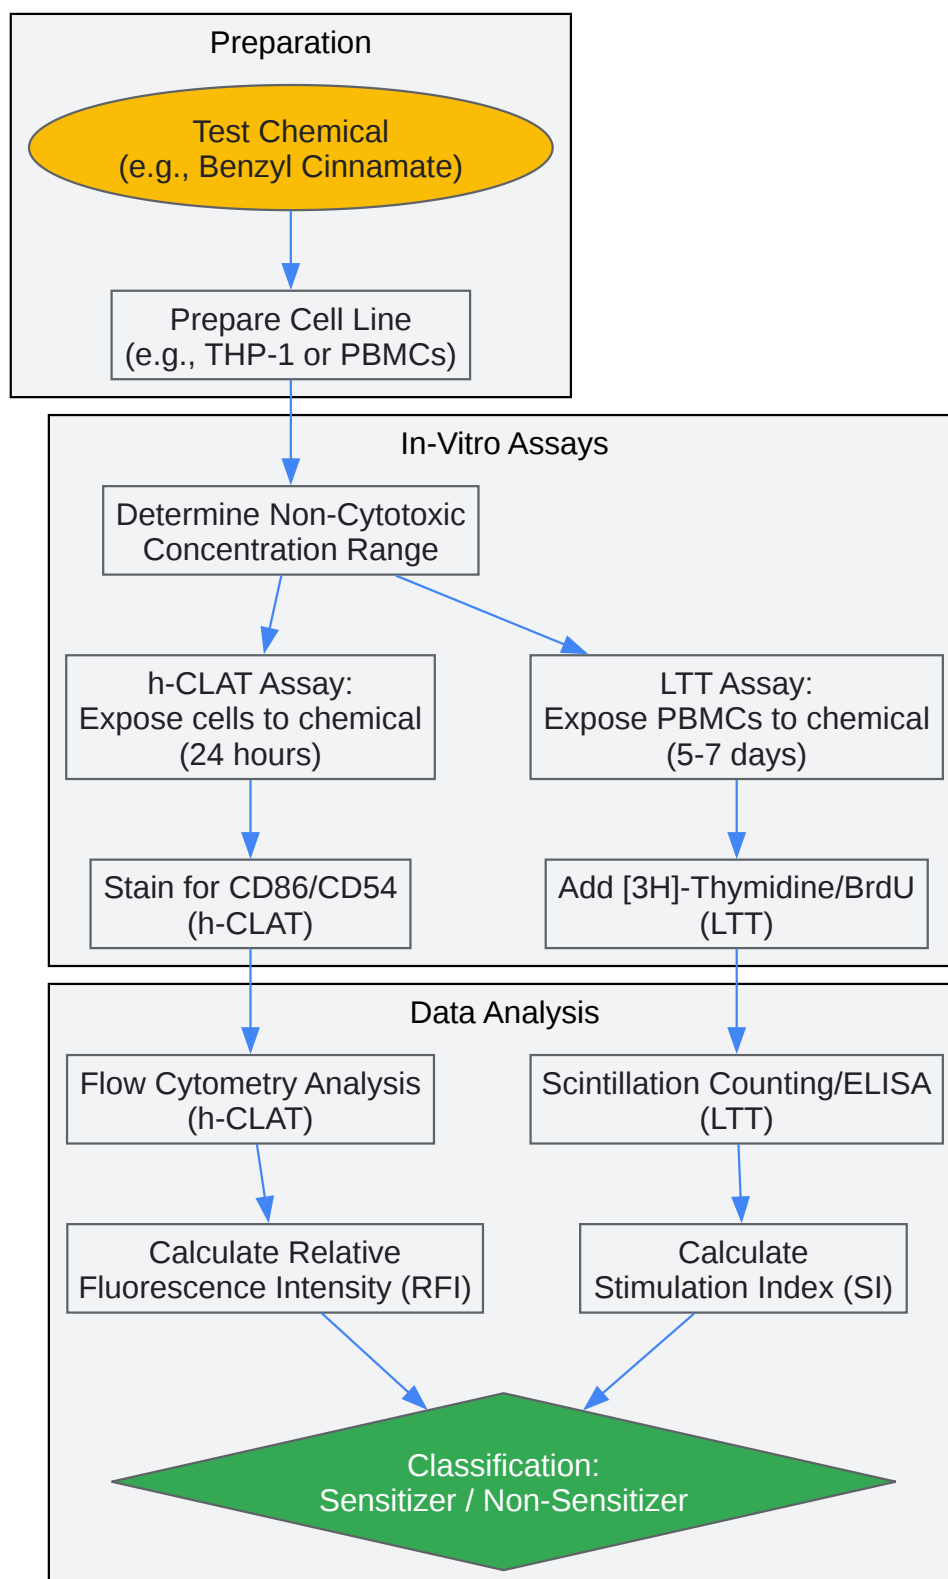 Preparation
Test Chemical
(e.g., Benzyl Cinnamate)
Prepare Cell Line
(e.g., THP-1 or PBMCs)
In-Vitro Assays
Determine Non-Cytotoxic
Concentration Range
h-CLAT Assay:
Expose cells to chemical
(24 hours)
LTT Assay:
Expose PBMCs to chemical
(5-7 days)
Stain for CD86/CD54
(h-CLAT)
Add [3H]-Thymidine/BrdU
(LTT)
Data Analysis
Flow Cytometry Analysis
(h-CLAT)
Scintillation Counting/ELISA
(LTT)
Calculate Relative
Fluorescence Intensity (RFI)
Calculate
Stimulation Index (SI)
Classification:
Sensitizer / Non-Sensitizer